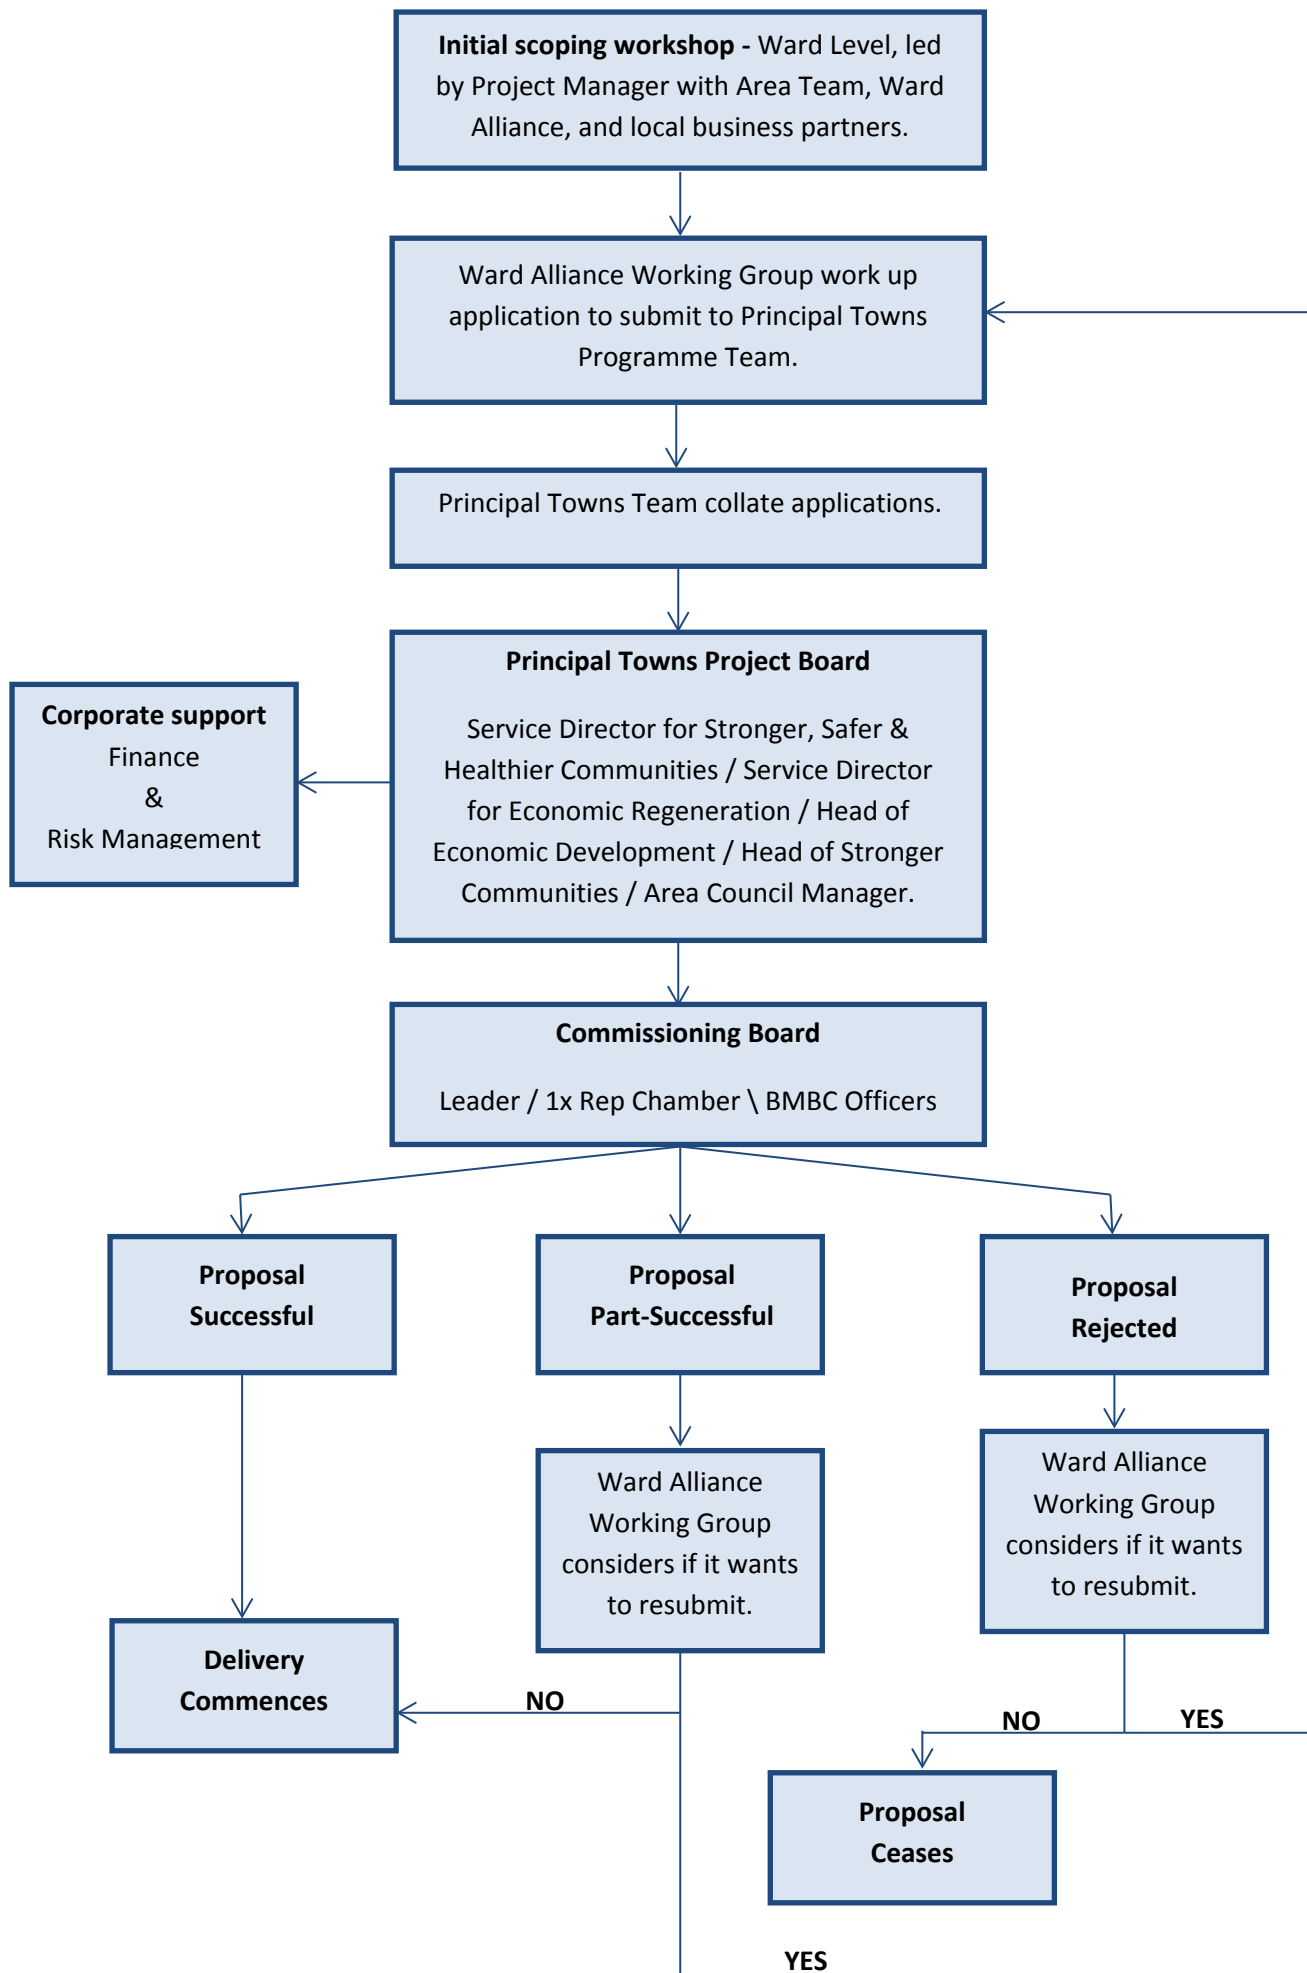 Initial scoping workshop - Ward Level, led
by Project Manager with Area Team, Ward
Alliance, and local business partners.
Ward Alliance Working Group work up
application to submit to Principal Towns
Programme Team.
Principal Towns Team collate applications.
Principal Towns Project Board
Service Director for Stronger, Safer &
Healthier Communities / Service Director
for Economic Regeneration / Head of
Economic Development / Head of Stronger
Communities / Area Council Manager.
Corporate support
Finance
&
Risk Management
Commissioning Board
Leader / 1x Rep Chamber \ BMBC Officers
Proposal
Successful
Proposal
Part-Successful
Proposal
Rejected
Ward Alliance
Working Group
considers if it wants
to resubmit.
Ward Alliance
Working Group
considers if it wants
to resubmit.
Delivery
Commences
NO
NO
YES
Proposal
Ceases
YES